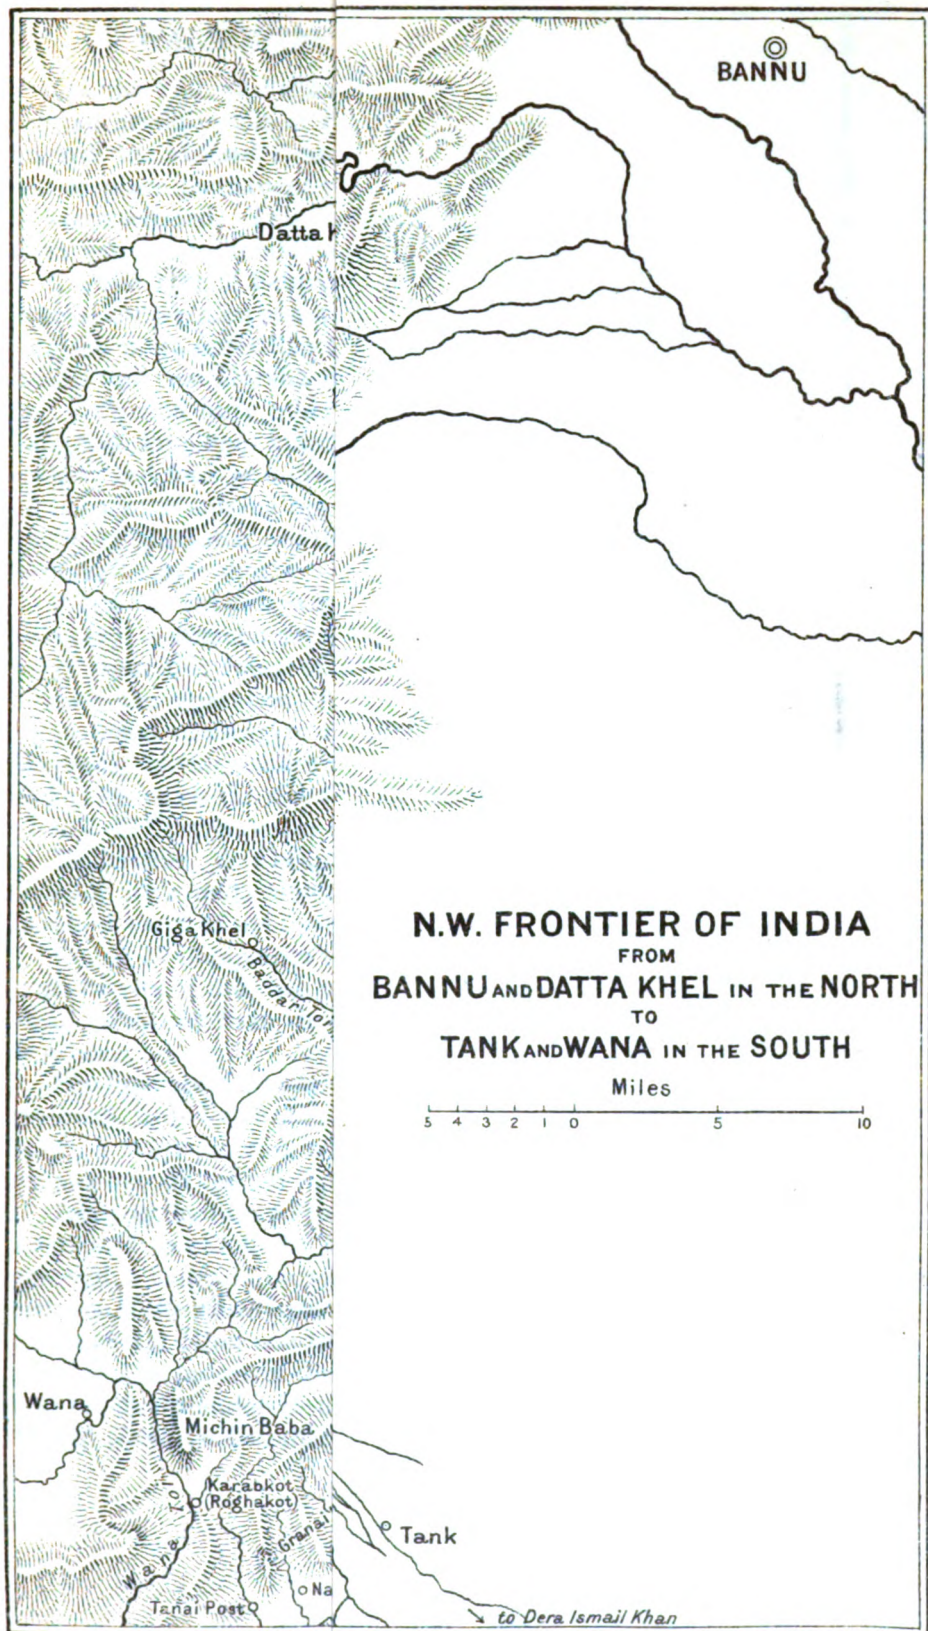 BANNU
Datta
Giga Khel
Baddar Toi
N.W. FRONTIER OF INDIA
FROM
BANNU AND DATTA KHEL IN THE NORTH
TO
TANK AND WANA IN THE SOUTH
Miles
5 4 3 2 1 0 5 10
Wana
Michin Baba
Karabkot
(Roghakot)
Wana Toi
Granai
Tank
Na
Tanai Post
to Dera Ismail Khan